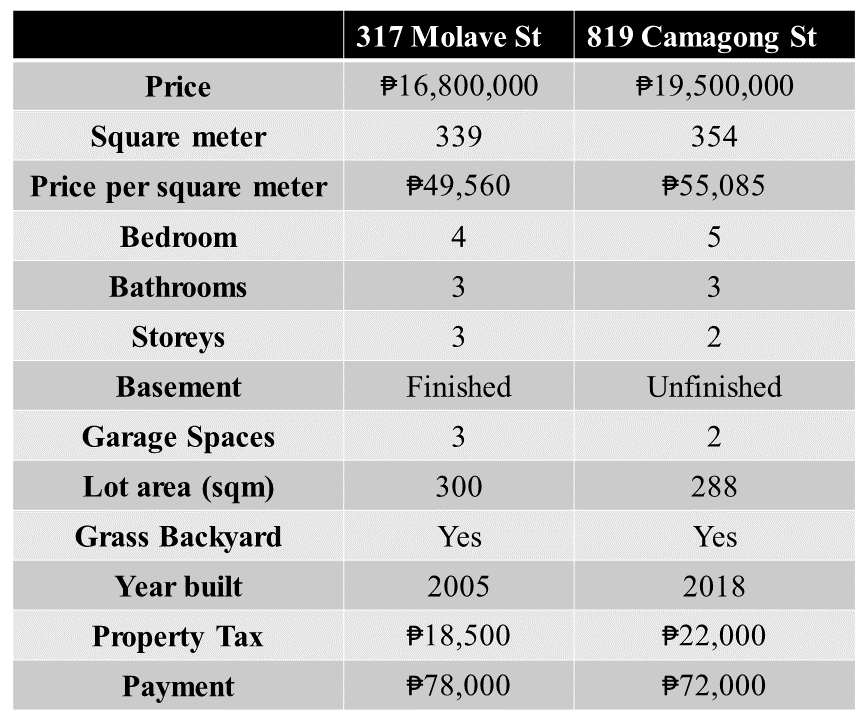 317 Molave St 819 Camagong St
Price ₱16,800,000 ₱19,500,000
Square meter 339 354
Price per square meter ₱49,560 ₱55,085
Bedroom 4 5
Bathrooms 3 3
Storeys 3 2
Basement Finished Unfinished
Garage Spaces 3 2
Lot area (sqm) 300 288
Grass Backyard Yes Yes
Year built 2005 2018
Property Tax ₱18,500 ₱22,000
Payment ₱78,000 ₱72,000